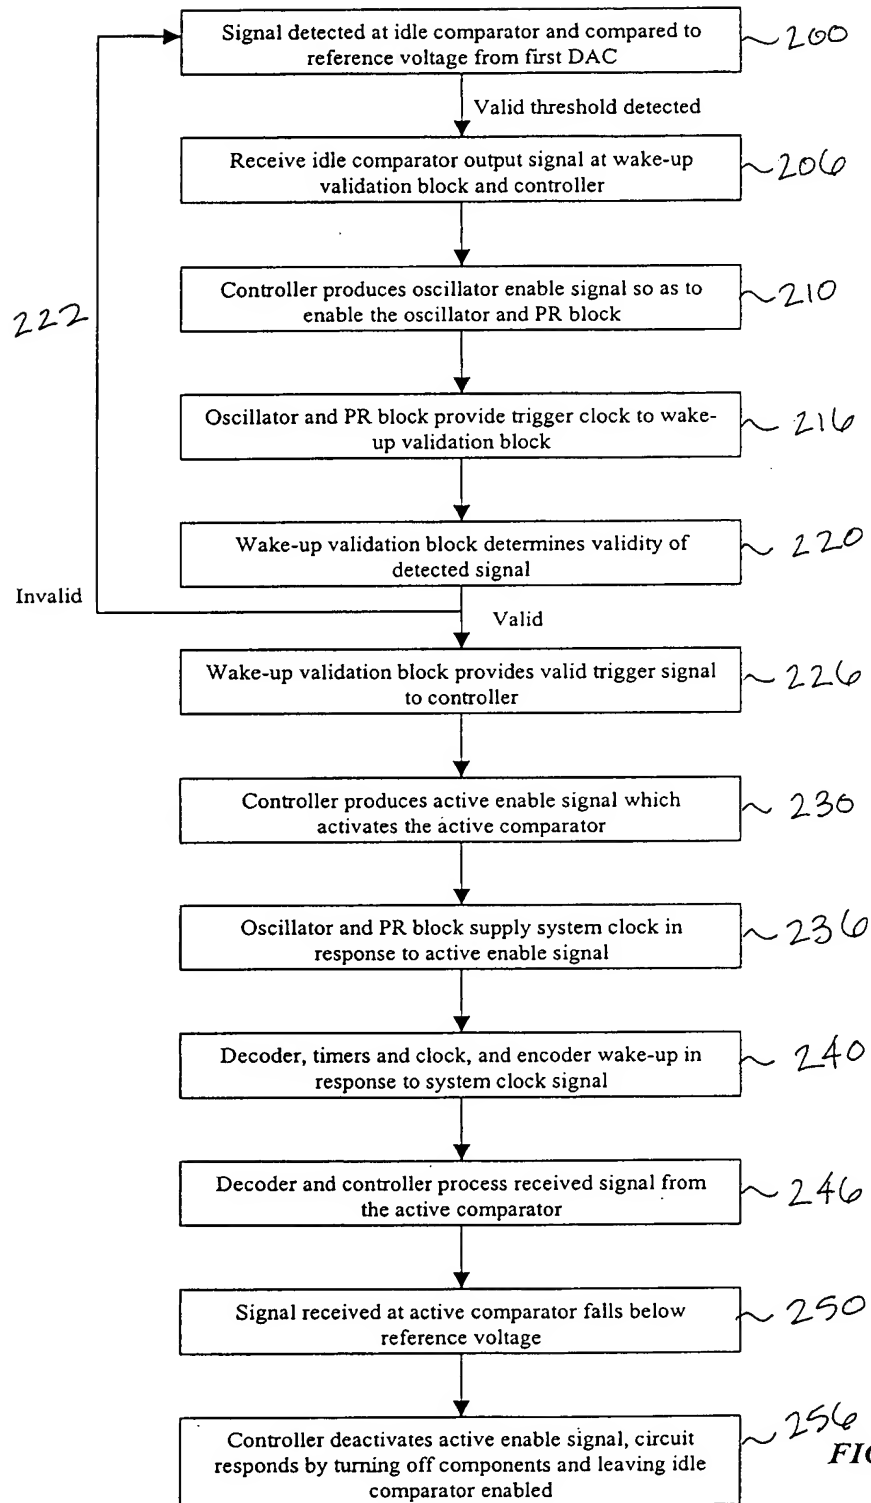 Signal detected at idle comparator and compared to
reference voltage from first DAC
200
Valid threshold detected
Receive idle comparator output signal at wake-up
validation block and controller
206
Controller produces oscillator enable signal so as to
enable the oscillator and PR block
210
222
Oscillator and PR block provide trigger clock to wake-
up validation block
216
Wake-up validation block determines validity of
detected signal
220
Invalid
Valid
Wake-up validation block provides valid trigger signal
to controller
226
Controller produces active enable signal which
activates the active comparator
230
Oscillator and PR block supply system clock in
response to active enable signal
236
Decoder, timers and clock, and encoder wake-up in
response to system clock signal
240
Decoder and controller process received signal from
the active comparator
246
Signal received at active comparator falls below
reference voltage
250
Controller deactivates active enable signal, circuit
responds by turning off components and leaving idle
comparator enabled
256